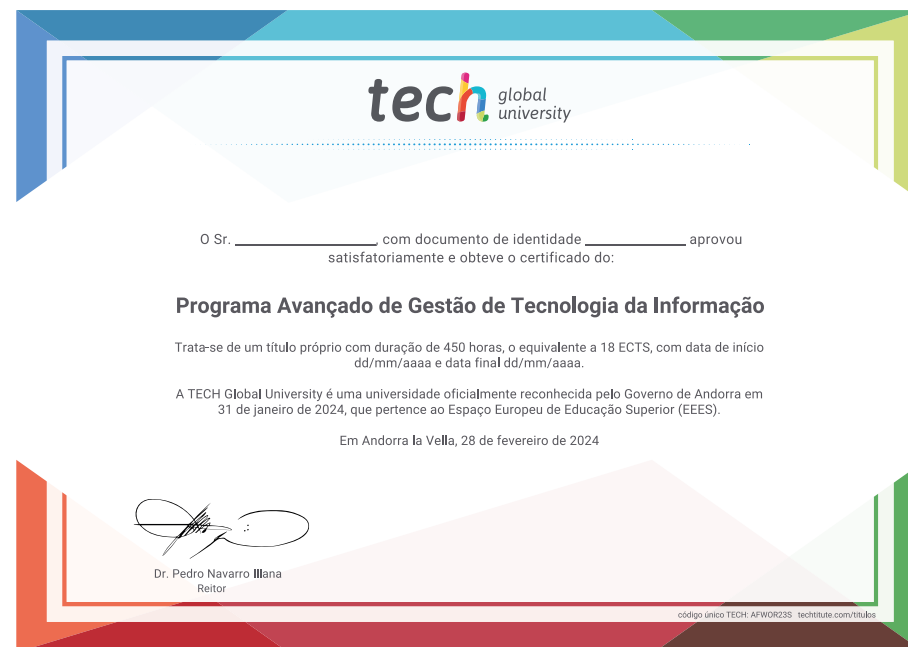 tech global university
O Sr. ______________, com documento de identidade __________ aprovou
satisfatoriamente e obteve o certificado do:
Programa Avançado de Gestão de Tecnologia da Informação
Trata-se de um título próprio com duração de 450 horas, o equivalente a 18 ECTS, com data de início
dd/mm/aaaa e data final dd/mm/aaaa.
A TECH Global University é uma universidade oficialmente reconhecida pelo Governo de Andorra em
31 de janeiro de 2024, que pertence ao Espaço Europeu de Educação Superior (EEES).
Em Andorra la Vella, 28 de fevereiro de 2024
Dr. Pedro Navarro Illana
Reitor
código único TECH: AFWOR23S techtitute.com/titulos